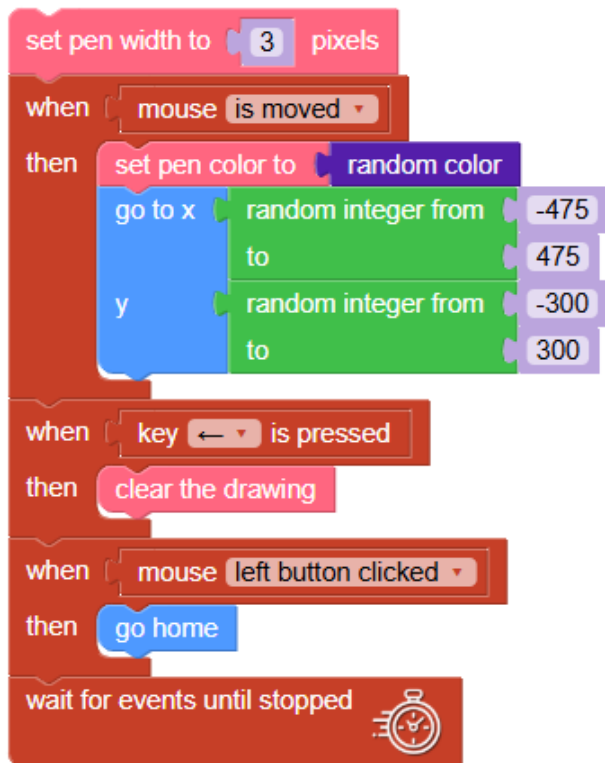 set pen width to 3 pixels
when mouse is moved
then set pen color to random color
go to x random integer from -475
to 475
y random integer from -300
to 300
when key ← is pressed
then clear the drawing
when mouse left button clicked
then go home
wait for events until stopped